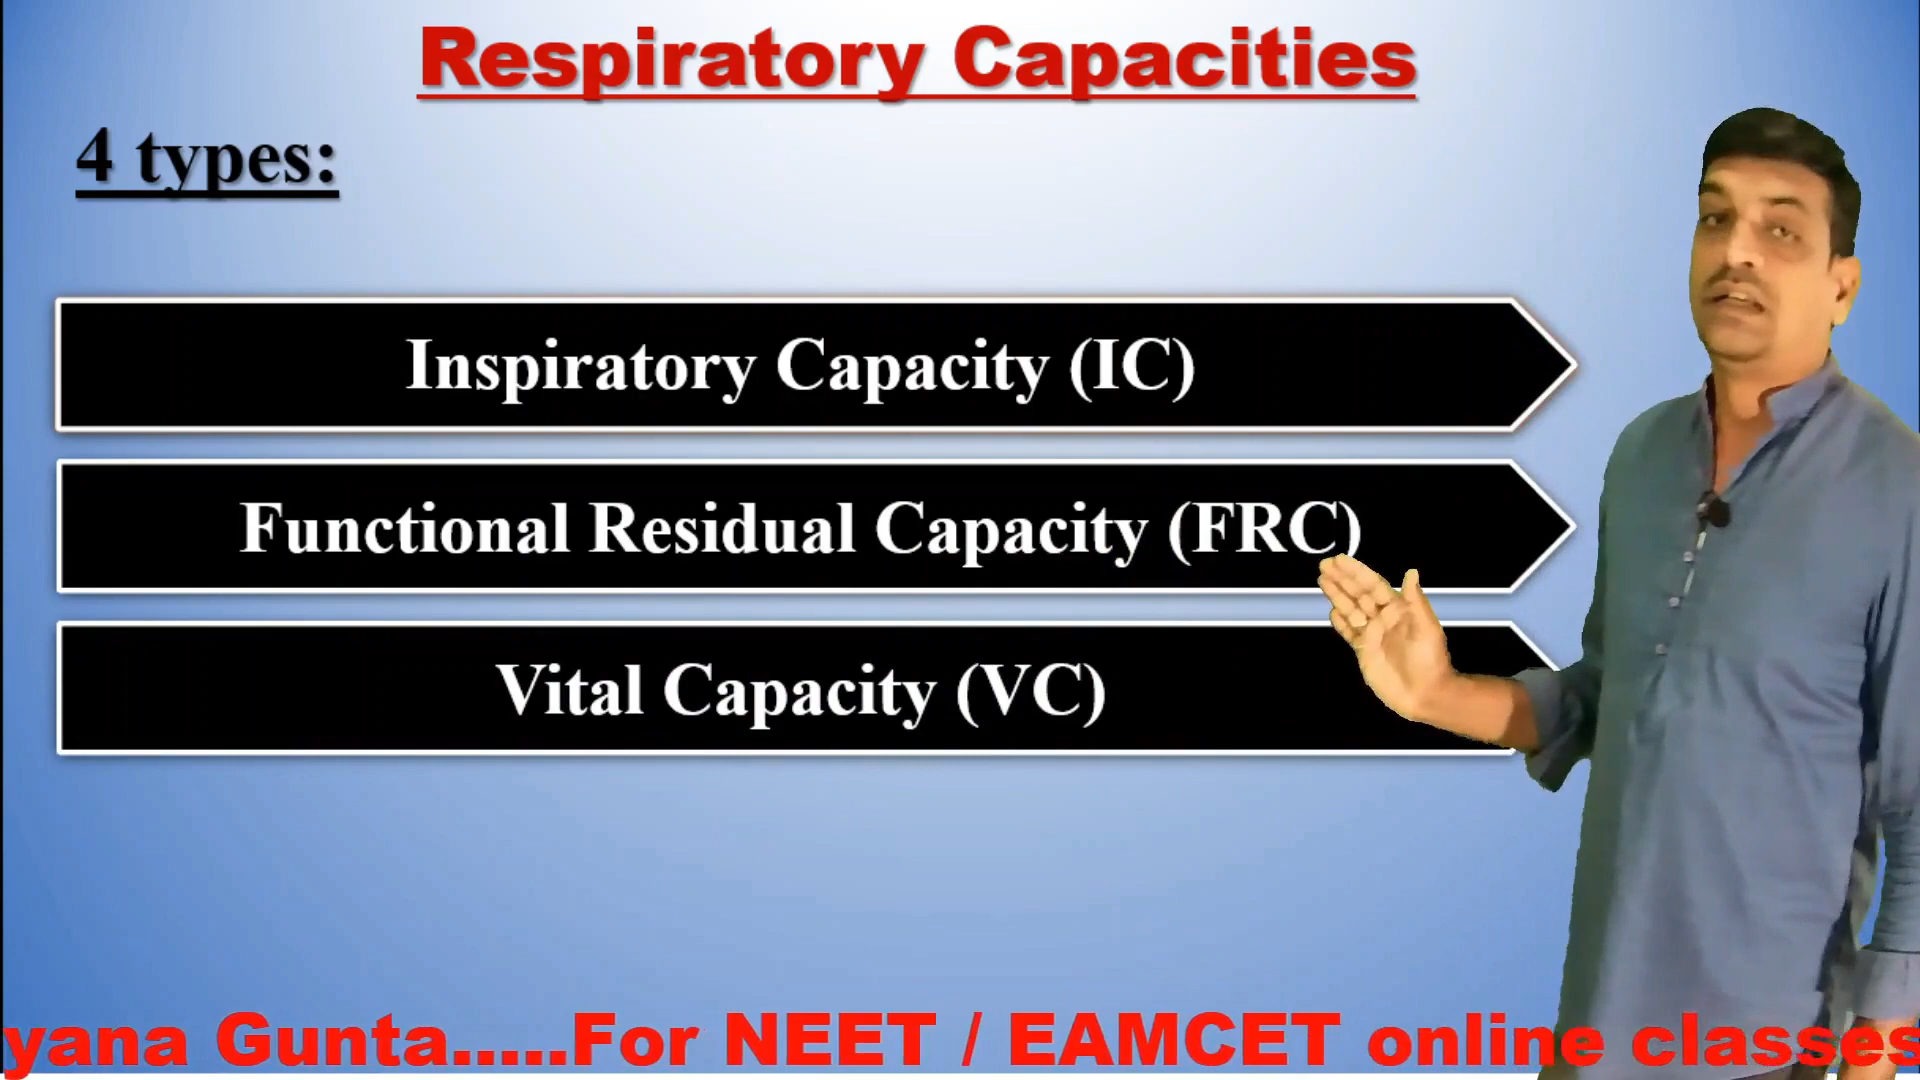 Respiratory Capacities
4 types:
Inspiratory Capacity (IC)
Functional Residual Capacity (FRC)
Vital Capacity (VC)
yana Gunta.....For NEET / EAMCET online classes